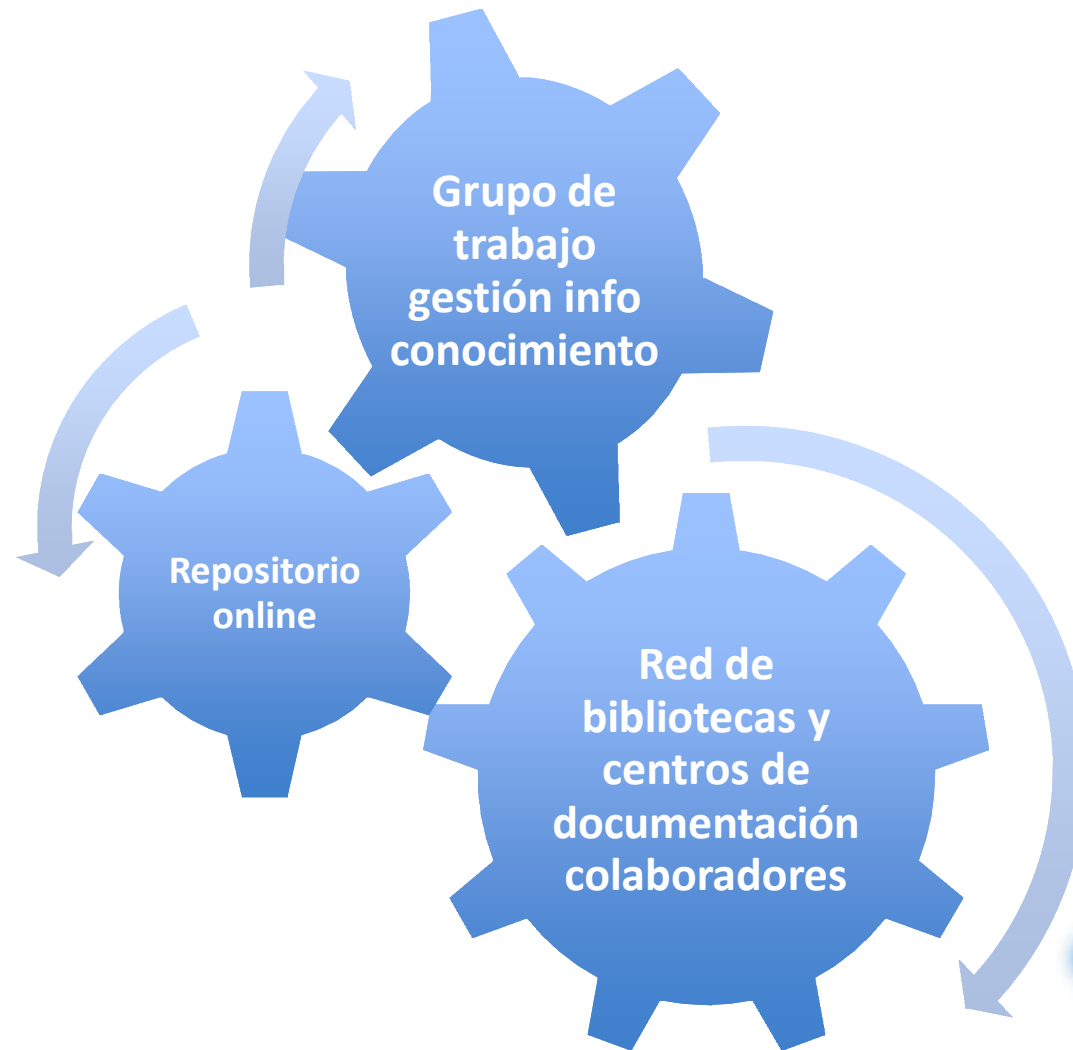 Grupo de
trabajo
gestión info
conocimiento
Repositorio
online
Red de
bibliotecas y
centros de
documentación
colaboradores